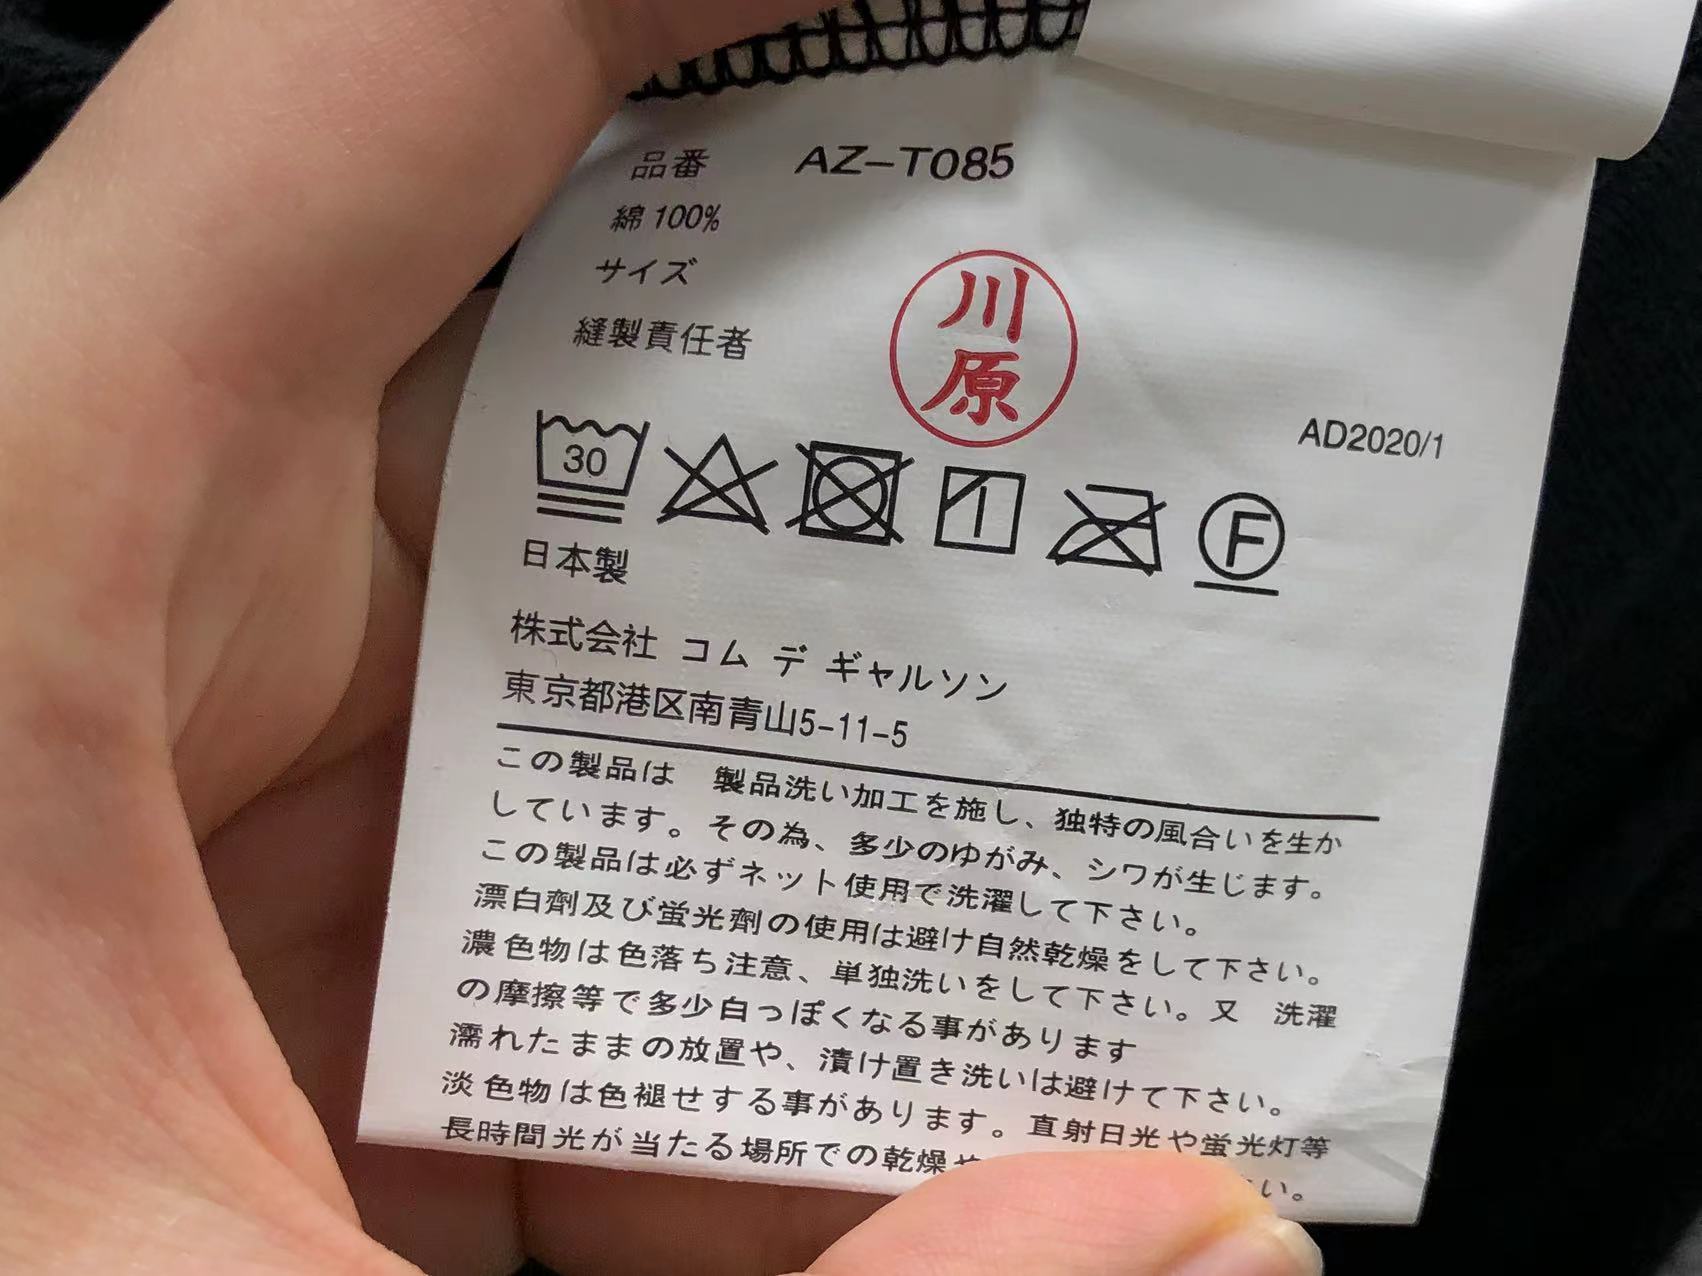 品番 AZ-T085
綿 100%
サイズ
縫製責任者
川原
AD2020/1
30
F
日本製
株式会社 コム デ ギャルソン
東京都港区南青山5-11-5
この製品は 製品洗い加工を施し、独特の風合いを生か
しています。その為、多少のゆがみ、シワが生じます。
この製品は必ずネット使用で洗濯して下さい。
漂白剤及び蛍光剤の使用は避け自然乾燥をして下さい。
濃色物は色落ち注意、単独洗いをして下さい。又 洗濯
の摩擦等で多少白っぽくなる事があります
濡れたままの放置や、漬け置き洗いは避けて下さい。
淡色物は色褪せする事があります。直射日光や蛍光灯等
長時間光が当たる場所での乾燥や
い。